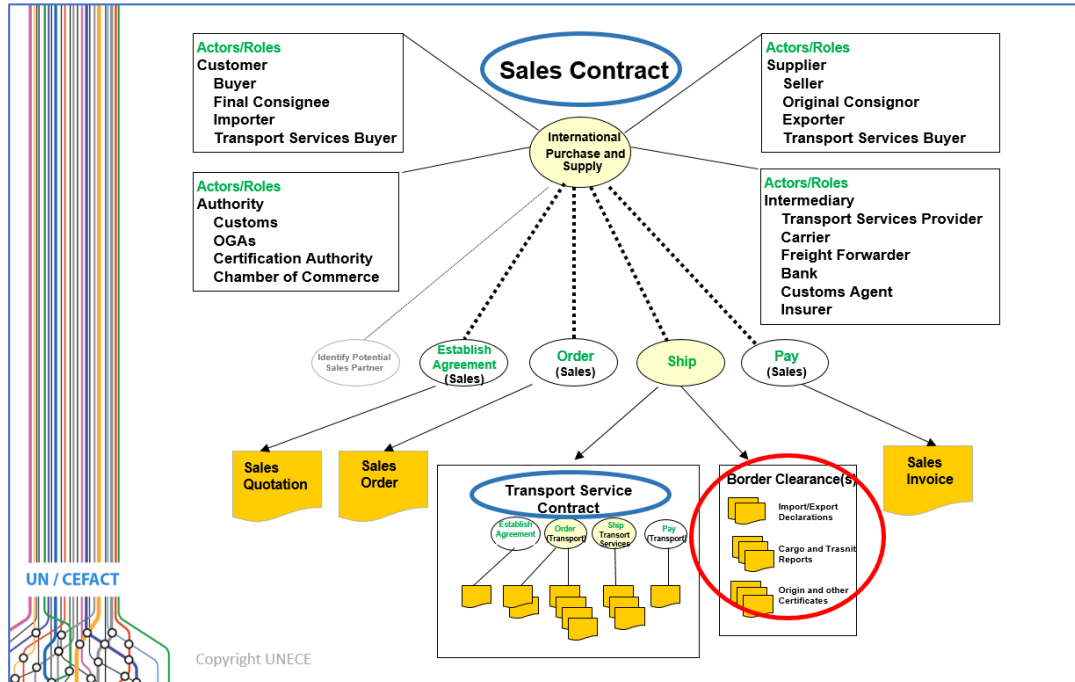 Sales Contract
Actors/Roles
Customer
Buyer
Final Consignee
Importer
Transport Services Buyer
Actors/Roles
Supplier
Seller
Original Consignor
Exporter
Transport Services Buyer
International
Purchase and
Supply
Actors/Roles
Authority
Customs
OGAs
Certification Authority
Chamber of Commerce
Actors/Roles
Intermediary
Transport Services Provider
Carrier
Freight Forwarder
Bank
Customs Agent
Insurer
Identify Potential
Sales Partner
Establish
Agreement
(Sales)
Order
(Sales)
Ship
Pay
(Sales)
Sales
Quotation
Sales
Order
Transport Service
Contract
Establish
Agreement
Order
(Transport)
Ship
Transort
Services
Pay
(Transport)
Border Clearance(s)
Import/Export
Declarations
Cargo and Trasnit
Reports
Origin and other
Certificates
Sales
Invoice
UN / CEFACT
Copyright UNECE